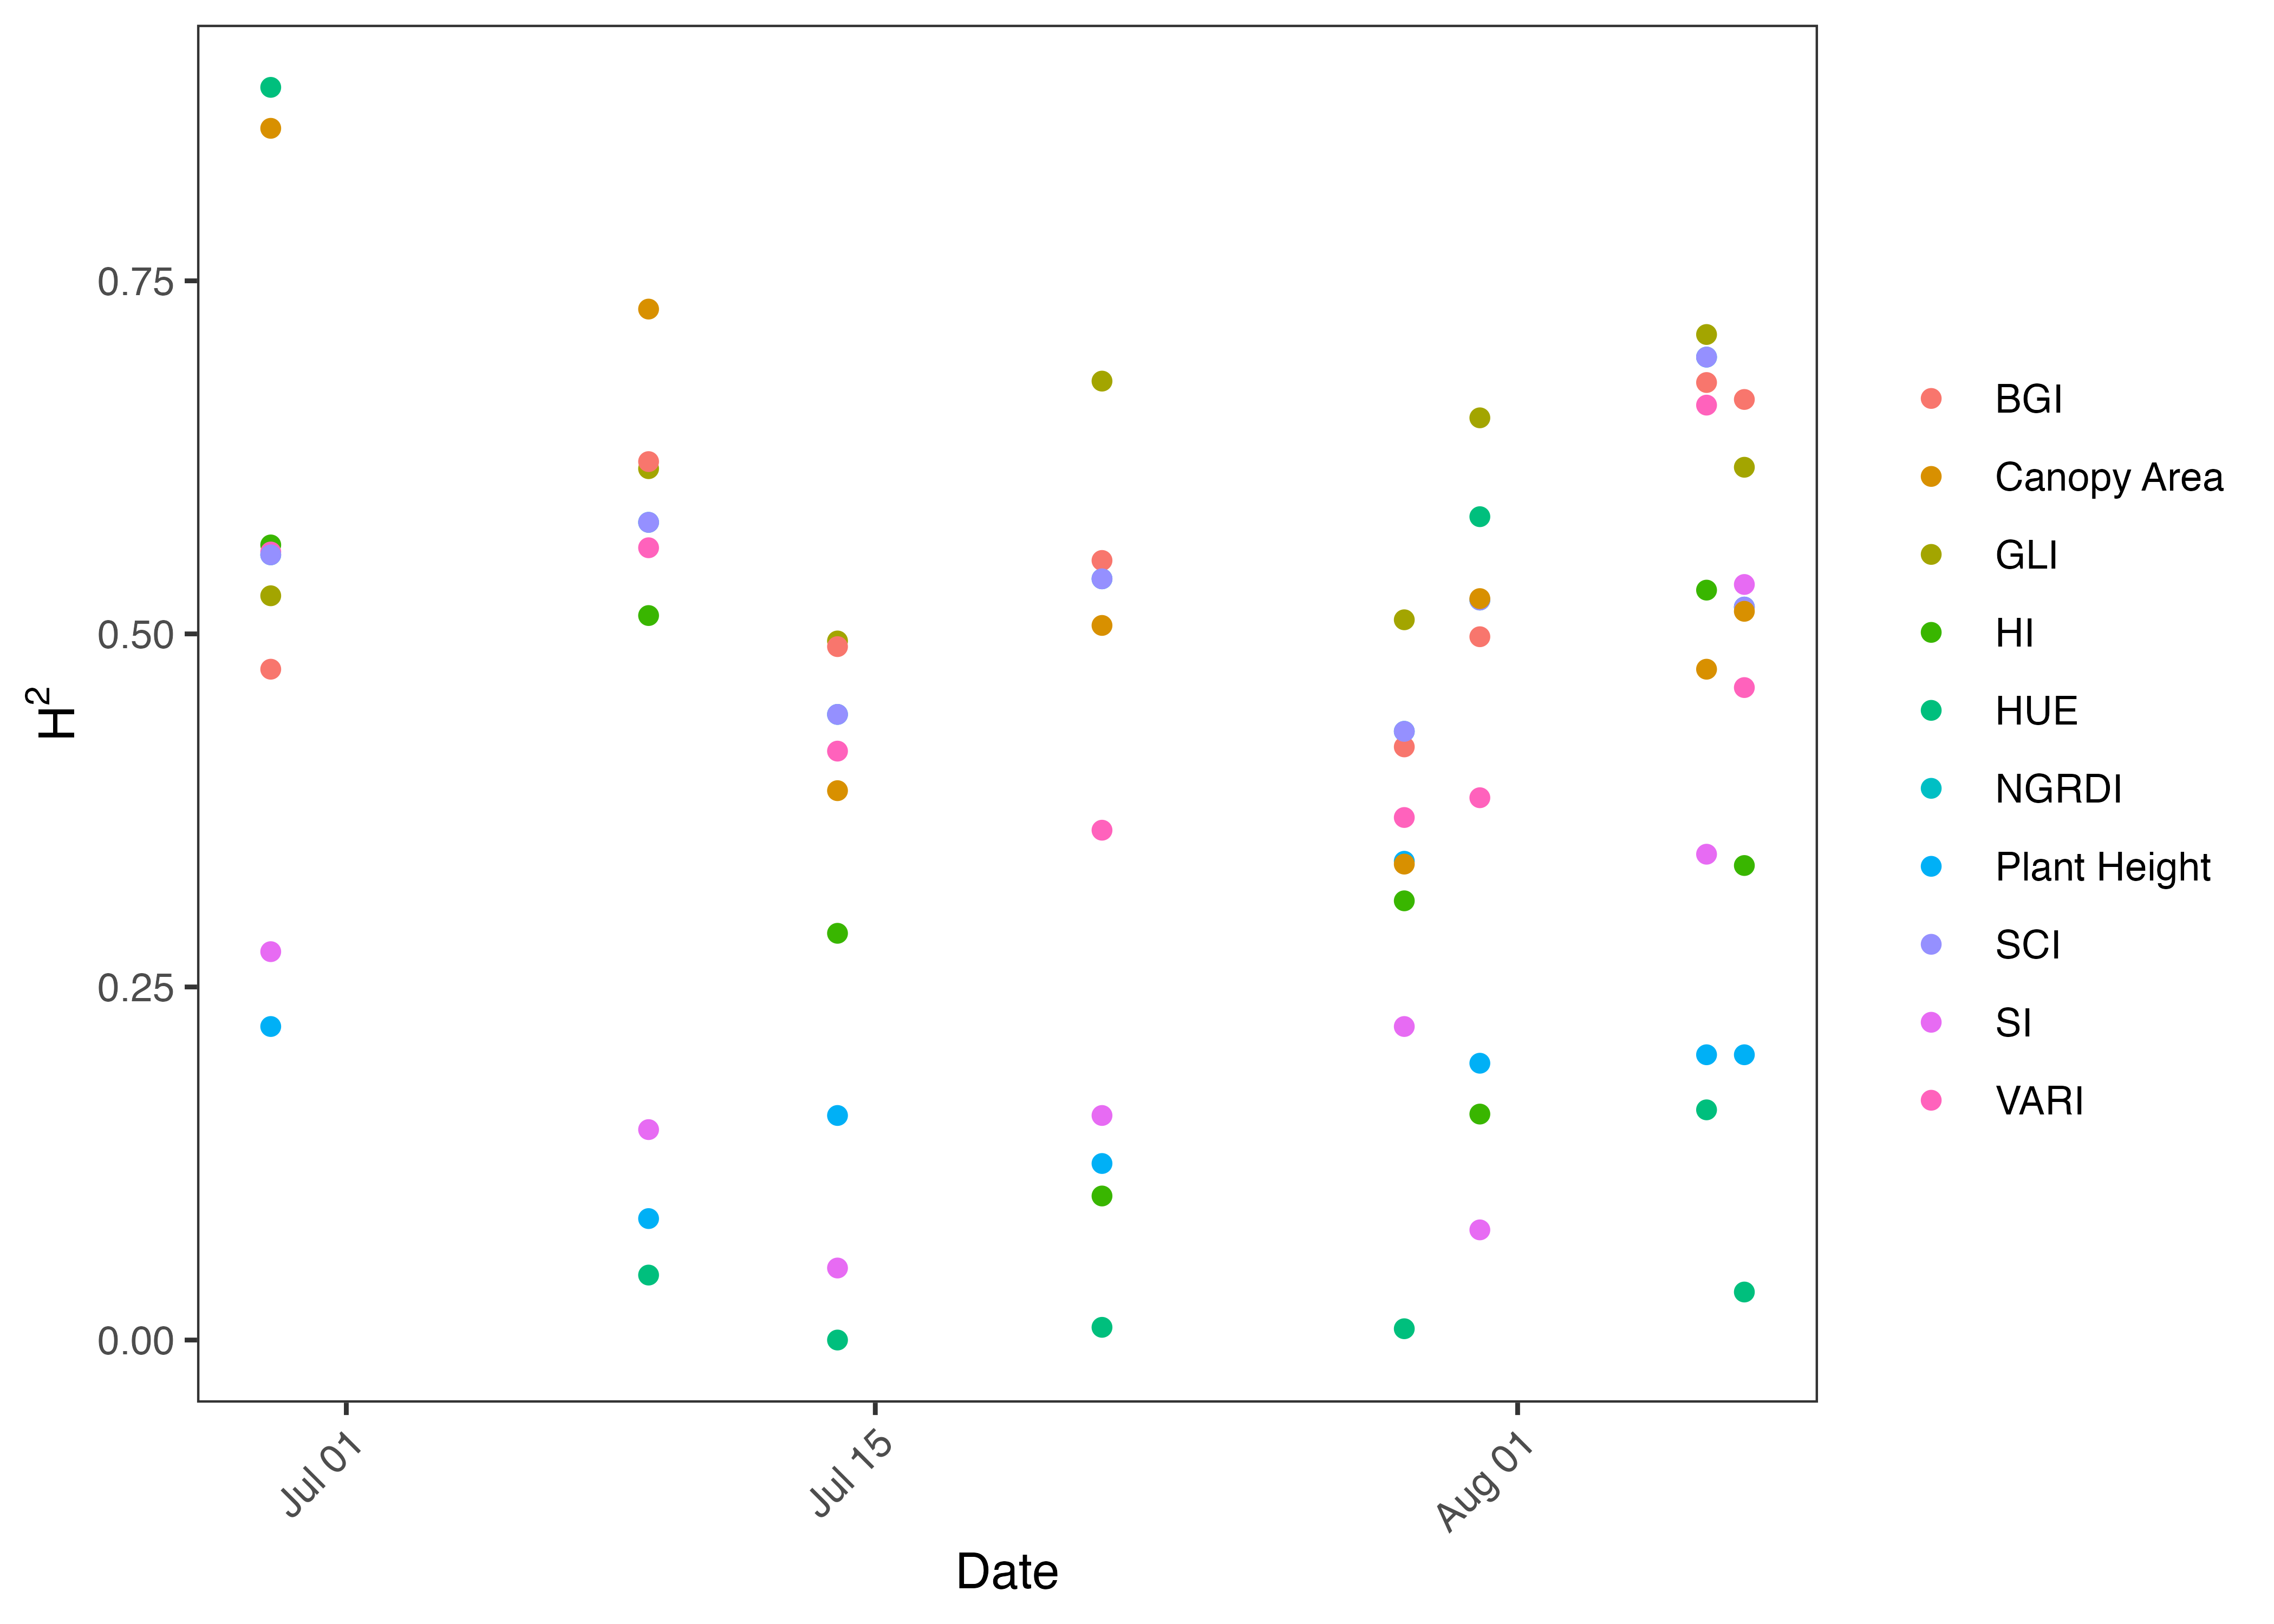 0.75
0.50
0.25
0.00
H²
Jul 01
Jul 15
Aug 01
Date
BGI
Canopy Area
GLI
HI
HUE
NGRDI
Plant Height
SCI
SI
VARI